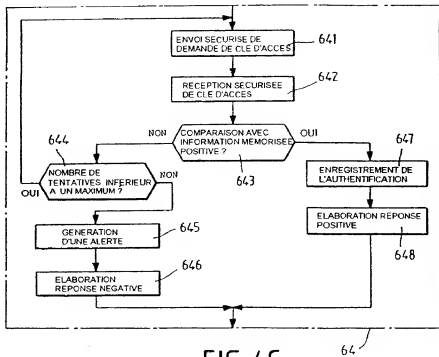 ENVOI SECURISE DE
DEMANDE DE CLE D'ACCES
641
RECEPTION SECURISEE
DE CLE D'ACCES
642
644
NON
COMPARAISON AVEC
INFORMATION MEMORISEE
POSITIVE ?
OUI
643
647
NOMBRE DE
TENTATIVES INFERIEUR
A UN MAXIMUM ?
OUI
NON
ENREGISTREMENT DE
L'AUTHENTIFICATION
GENERATION
D'UNE ALERTE
645
ELABORATION REPONSE
POSITIVE
648
ELABORATION
REPONSE NEGATIVE
646
64